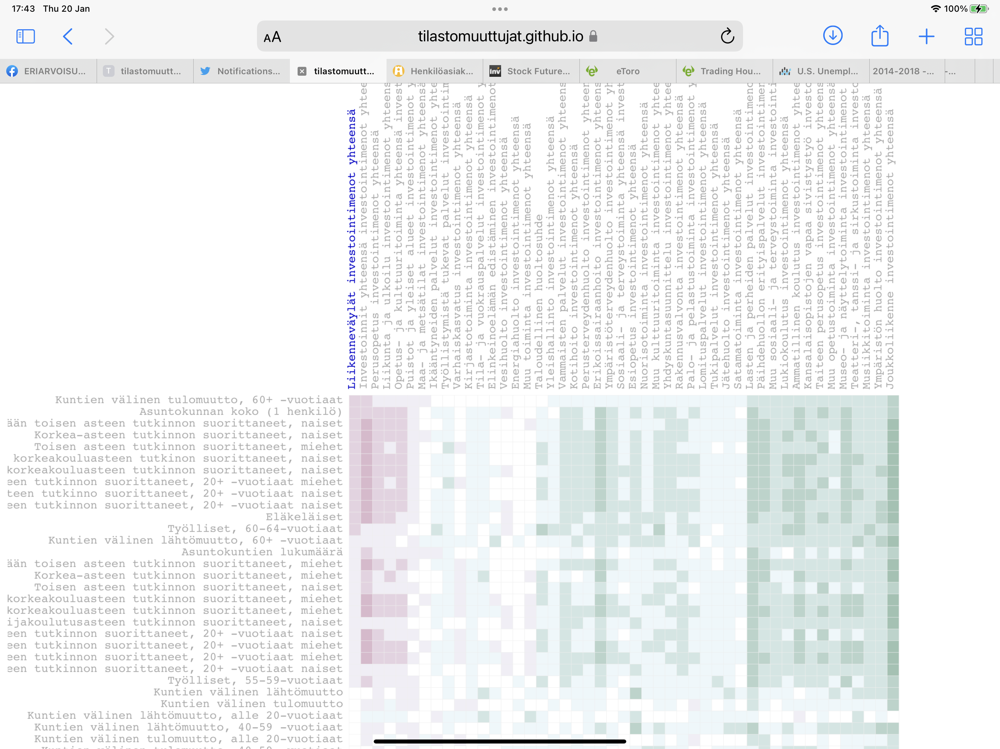 17:43 Thu 20 Jan
100%
AA
tilastomuuttujat.github.io
ERIARVOISU...
T tilastomuutt...
Notifications...
tilastomuutt...
Henkilöasiak...
Inv Stock Future...
eToro
Trading Hou...
U.S. Unempl...
2014-2018 -...
-...
Liikenneväylät investointimenot yhteensä
Investoinnit yhteensä investointimenot yhtee
Perusopetus investointimenot yhteensä
Liikunta ja ulkoilu investointimenot yhteens
Opetus- ja kulttuuritoiminta yhteensä invest
Puistot ja yleiset alueet investointimenot y
Maa- ja metsätilat investointimenot yhteensä
Ikääntyneiden palvelut investointimenot yhte
Työllistymistä tukevat palvelut investointim
Varhaiskasvatus investointimenot yhteensä
Kirjastotoiminta investointimenot yhteensä
Tila- ja vuokrauspalvelut investointimenot y
Elinkeinoelämän edistäminen investointimenot
Vesihuolto investointimenot yhteensä
Energiahuolto investointimenot yhteensä
Muu toiminta investointimenot yhteensä
Taloudellinen huoltosuhde
Yleishallinto investointimenot yhteensä
Vammaisten palvelut investointimenot yhteens
Kotihoito investointimenot yhteensä
Perusterveydenhuolto investointimenot yhteen
Erikoissairaanhoito investointimenot yhteens
Ympäristöterveydenhuolto investointimenot yh
Sosiaali- ja terveystoiminta yhteensä invest
Esiopetus investointimenot yhteensä
Nuorisotoiminta investointimenot yhteensä
Muu kulttuuritoiminta investointimenot yhtee
Yhdyskuntasuunnittelu investointimenot yhtee
Rakennusvalvonta investointimenot yhteensä
Palo- ja pelastustoiminta investointimenot y
Lomituspalvelut investointimenot yhteensä
Tukipalvelut investointimenot yhteensä
Jätehuolto investointimenot yhteensä
Satamatoiminta investointimenot yhteensä
Lasten ja perheiden palvelut investointimeno
Päihdehuollon erityispalvelut investointimen
Muu sosiaali- ja terveystoiminta investointi
Lukiokoulutus investointimenot yhteensä
Ammatillinen koulutus investointimenot yhtee
Kansalaisopistojen vapaa sivistystyö investo
Taiteen perusopetus investointimenot yhteens
Muu opetustoiminta investointimenot yhteensä
Museo- ja näyttelytoiminta investointimenot
Teatteri-, tanssi- ja sirkustoiminta investo
Musiikkitoiminta investointimenot yhteensä
Ympäristön huolto investointimenot yhteensä
Joukkoliikenne investointimenot yhteensä
Kuntien välinen tulomuutto, 60+ -vuotiaat
Asuntokunnan koko (1 henkilö)
ään toisen asteen tutkinnon suorittaneet, naiset
Korkea-asteen tutkinnon suorittaneet, naiset
Toisen asteen tutkinnon suorittaneet, miehet
korkeakouluasteen tutkinon suorittaneet, naiset
korkeakouluasteen tutkinnon suorittaneet, naiset
een tutkinnon suorittaneet, 20+ -vuotiaat miehet
teen tutkinno suorittaneet, 20+ -vuotiaat naiset
een tutkinnon suorittaneet, 20+ -vuotiaat naiset
Eläkeläiset
Työlliset, 60-64-vuotiaat
Kuntien välinen lähtömuutto, 60+ -vuotiaat
Asuntokuntien lukumäärä
ään toisen asteen tutkinnon suorittaneet, miehet
Korkea-asteen tutkinnon suorittaneet, miehet
Toisen asteen tutkinnon suorittaneet, naiset
korkeakouluasteen tutkinnon suorittaneet, miehet
korkeakouluasteen tutkinnon suorittaneet, miehet
ijakoulutusasteen tutkinnon suorittaneet, naiset
een tutkinnon suorittaneet, 20+ -vuotiaat naiset
een tutkinnon suorittaneet, 20+ -vuotiaat miehet
een tutkinnon suorittaneet, 20+ -vuotiaat miehet
een tutkinnon suorittaneet, 20+ -vuotiaat naiset
Työlliset, 55-59-vuotiaat
Kuntien välinen lähtömuutto
Kuntien välinen tulomuutto
Kuntien välinen lähtömuutto, alle 20-vuotiaat
Kuntien välinen lähtömuutto, 40-59 -vuotiaat
Kuntien välinen tulomuutto, alle 20-vuotiaat